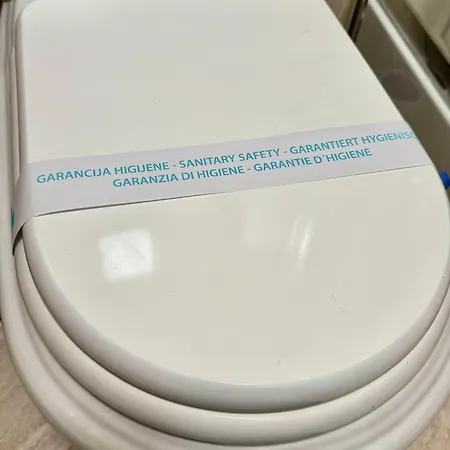 GARANCIJA HIGIJENE - SANITARY SAFETY - GARANTIERT HYGIENISC
GARANZIA DI HIGIENE - GARANTIE D'HIGIENE